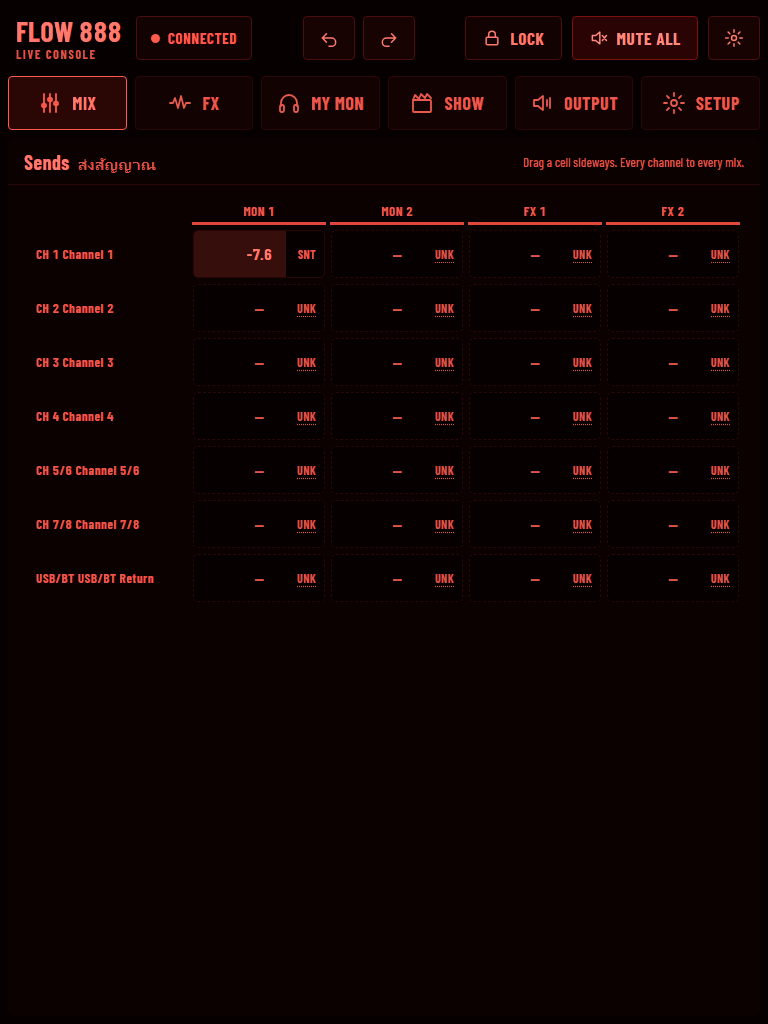 FLOW 888
LIVE CONSOLE
CONNECTED
LOCK
MUTE ALL
MIX
FX
MY MON
SHOW
OUTPUT
SETUP
Sends ส่งสัญญาณ
Drag a cell sideways. Every channel to every mix.
MON 1 MON 2 FX 1 FX 2
CH 1 Channel 1 -7.6 SNT – UNK – UNK – UNK
CH 2 Channel 2 – UNK – UNK – UNK – UNK
CH 3 Channel 3 – UNK – UNK – UNK – UNK
CH 4 Channel 4 – UNK – UNK – UNK – UNK
CH 5/6 Channel 5/6 – UNK – UNK – UNK – UNK
CH 7/8 Channel 7/8 – UNK – UNK – UNK – UNK
USB/BT USB/BT Return – UNK – UNK – UNK – UNK